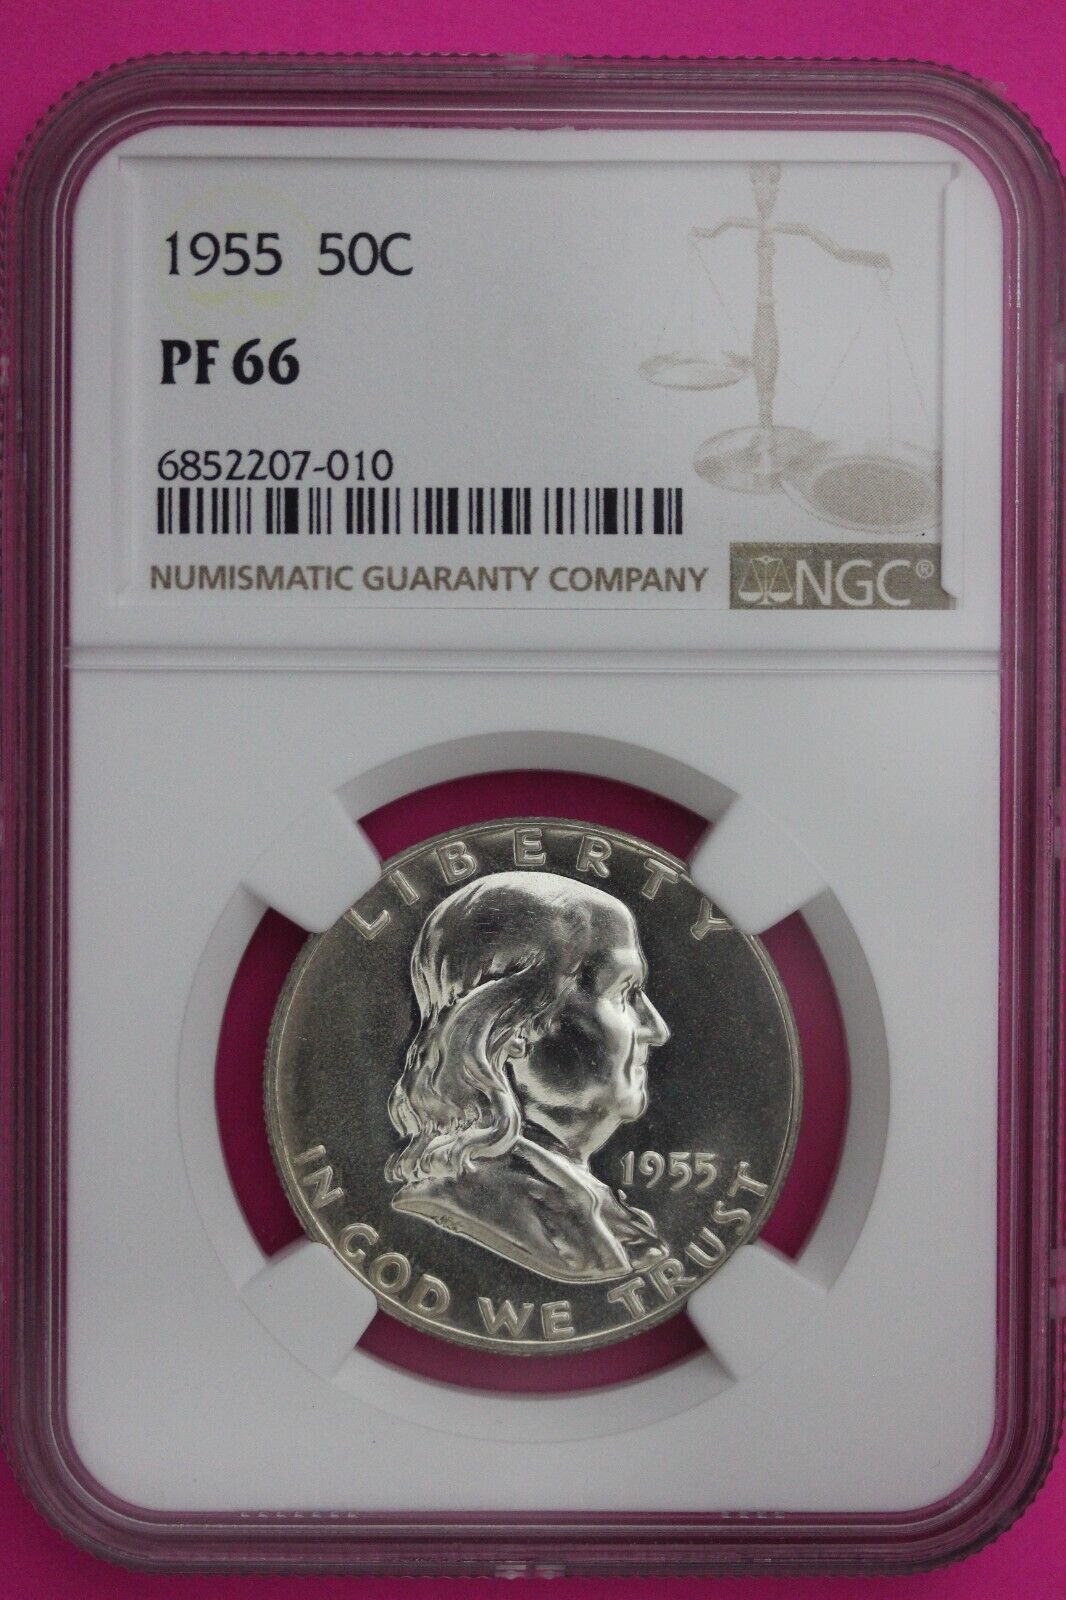 1955 50C
PF 66
6852207-010
NUMISMATIC GUARANTY COMPANY NGC®
LIBERTY
1955
IN GOD WE TRUST